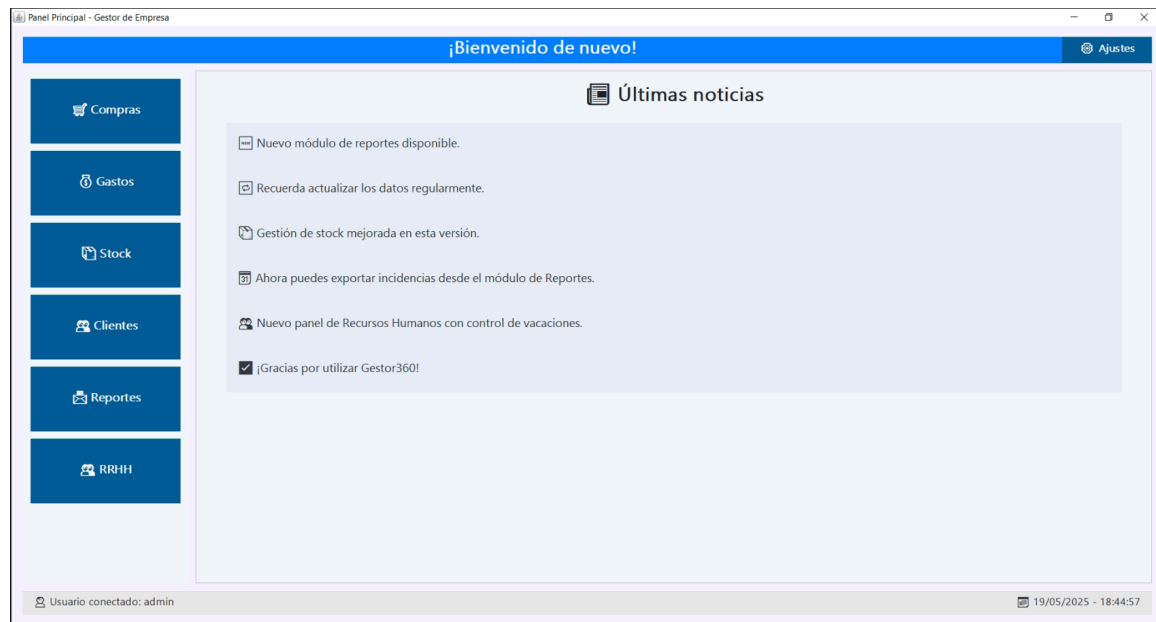 Panel Principal - Gestor de Empresa
¡Bienvenido de nuevo!
Ajustes
Compras
Gastos
Stock
Clientes
Reportes
RRHH
Últimas noticias
Nuevo módulo de reportes disponible.
Recuerda actualizar los datos regularmente.
Gestión de stock mejorada en esta versión.
31 Ahora puedes exportar incidencias desde el módulo de Reportes.
Nuevo panel de Recursos Humanos con control de vacaciones.
¡Gracias por utilizar Gestor360!
Usuario conectado: admin
19/05/2025 - 18:44:57